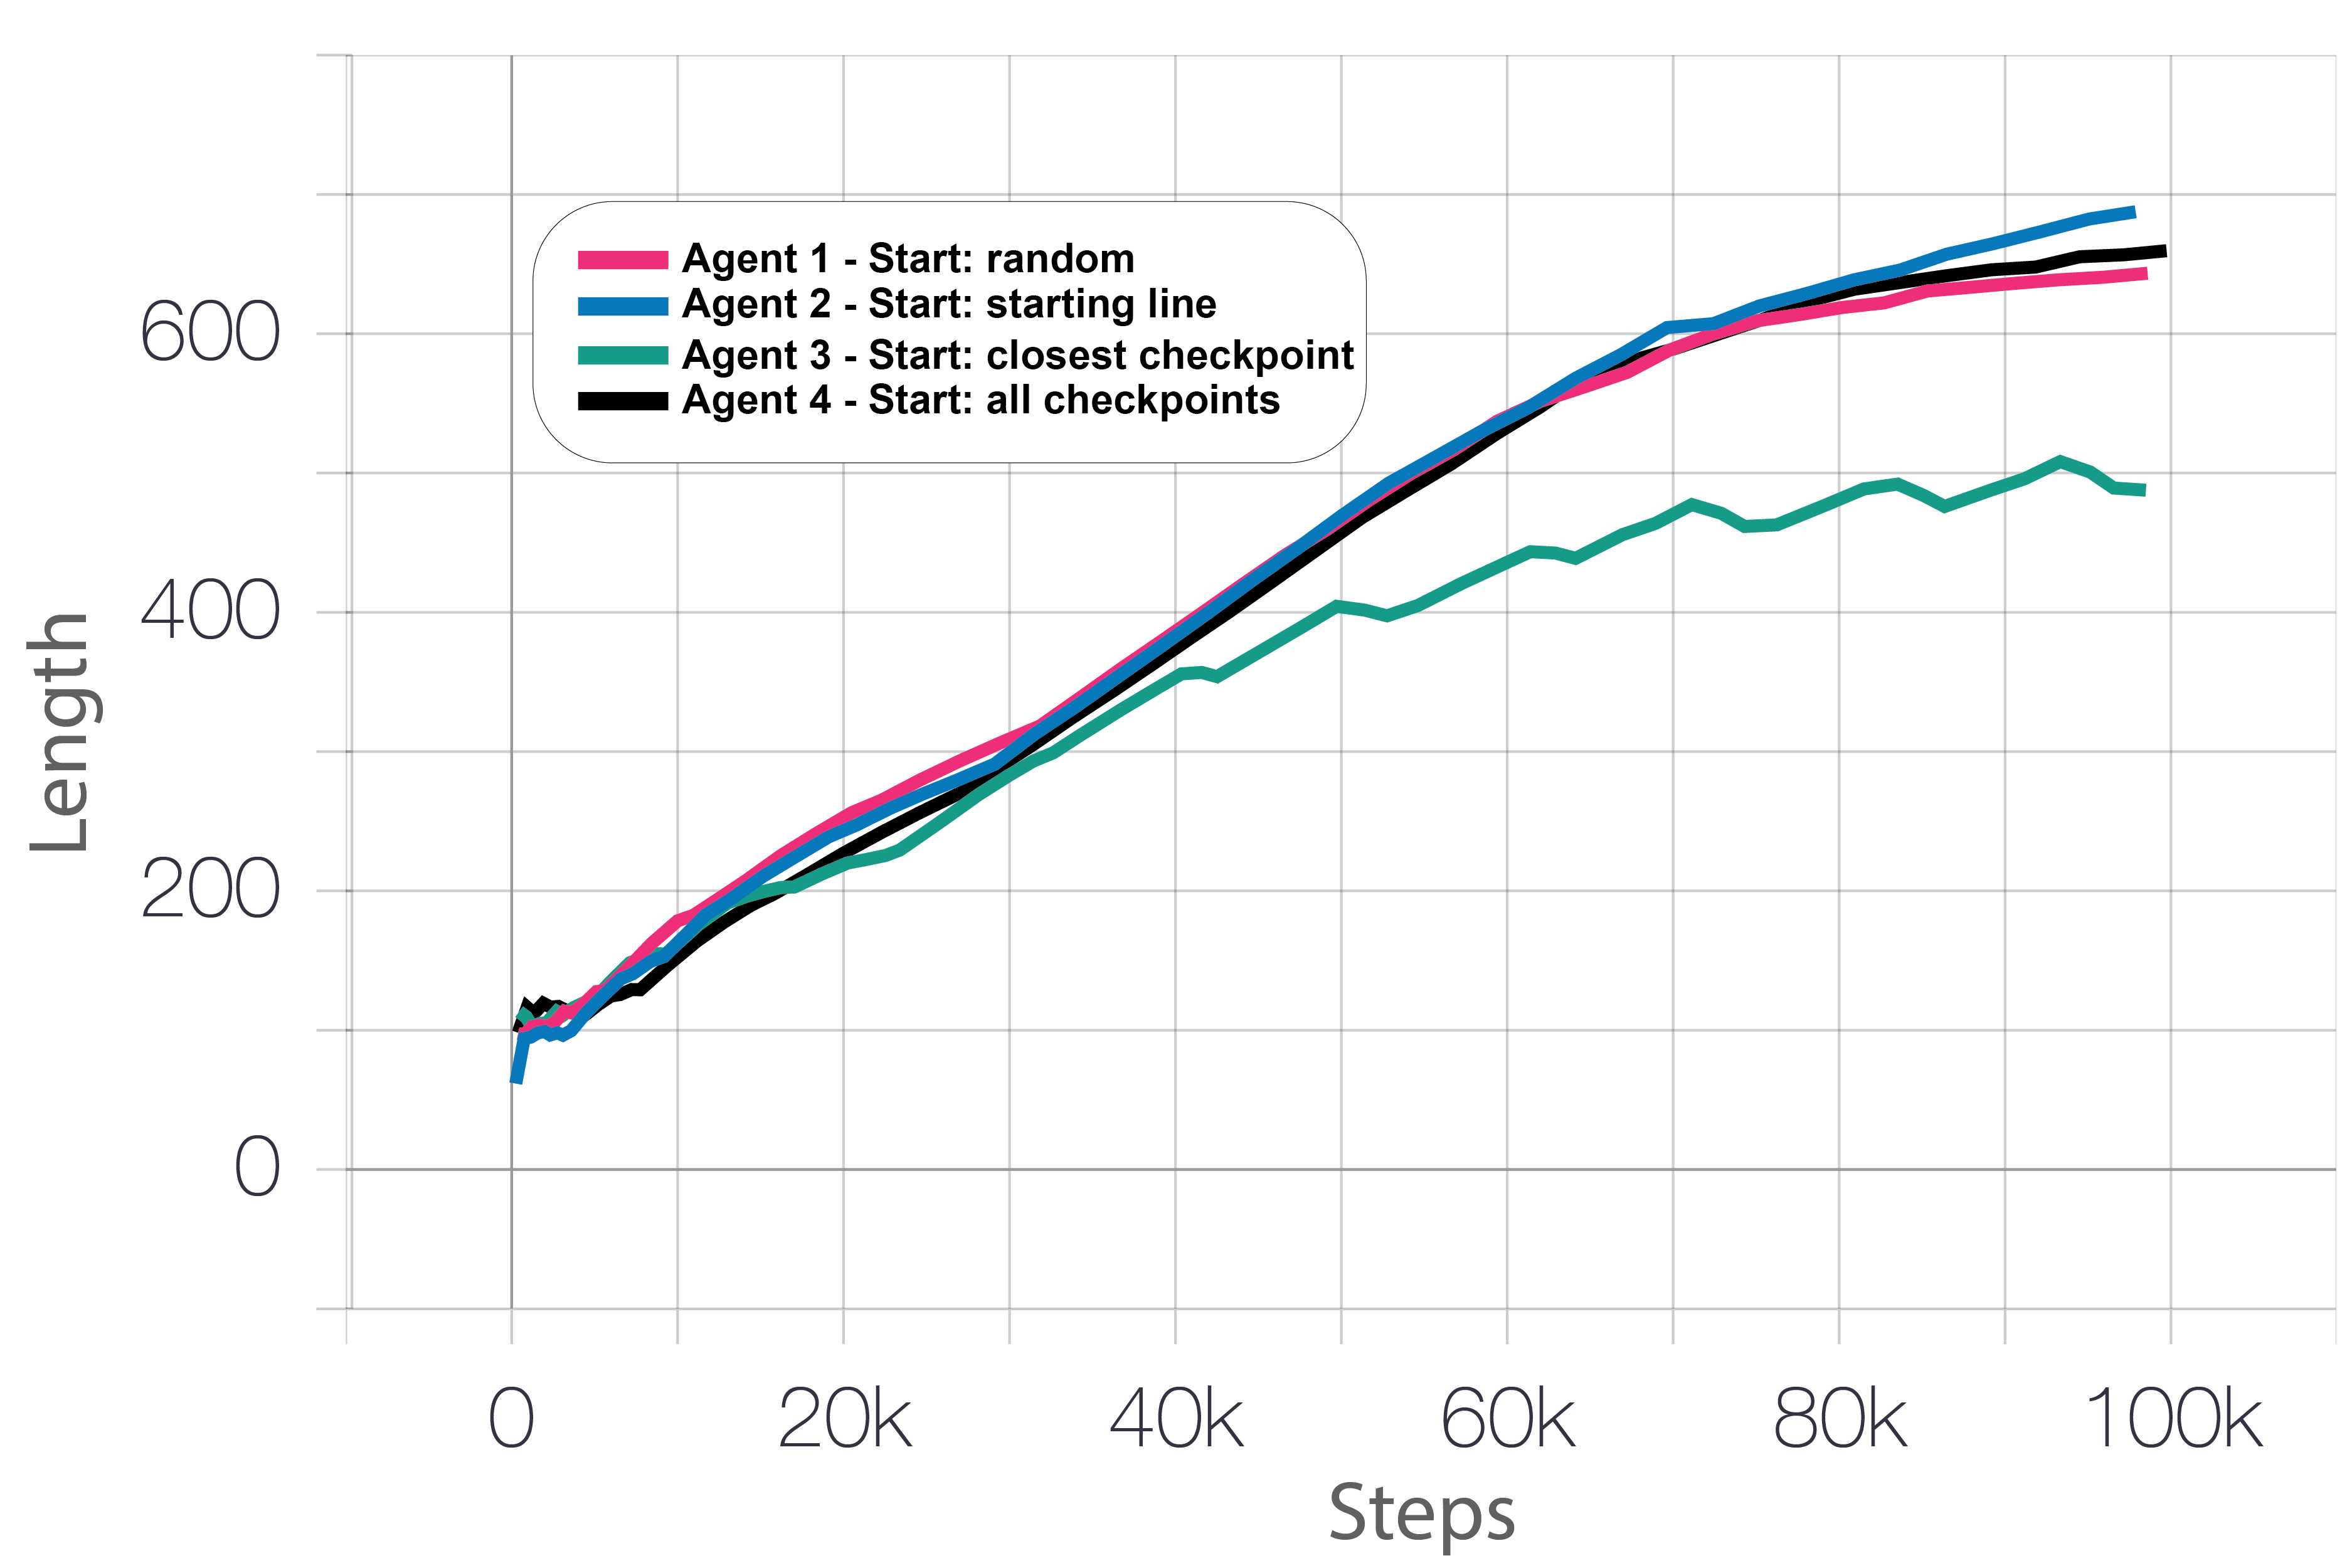 Agent 1 - Start: random
Agent 2 - Start: starting line
Agent 3 - Start: closest checkpoint
Agent 4 - Start: all checkpoints
600
400
200
0
Length
0 20k 40k 60k 80k 100k
Steps